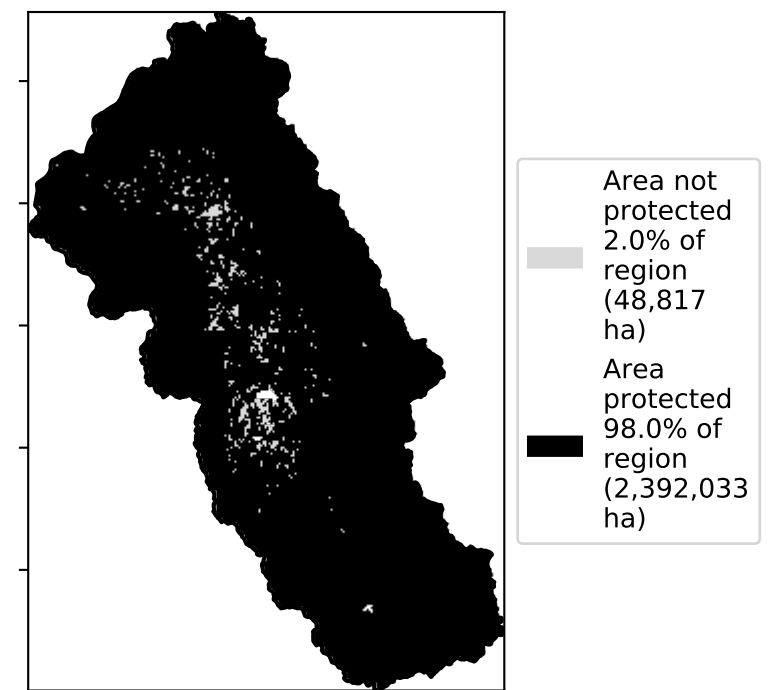 Area not
protected
2.0% of
region
(48,817
ha)
Area
protected
98.0% of
region
(2,392,033
ha)